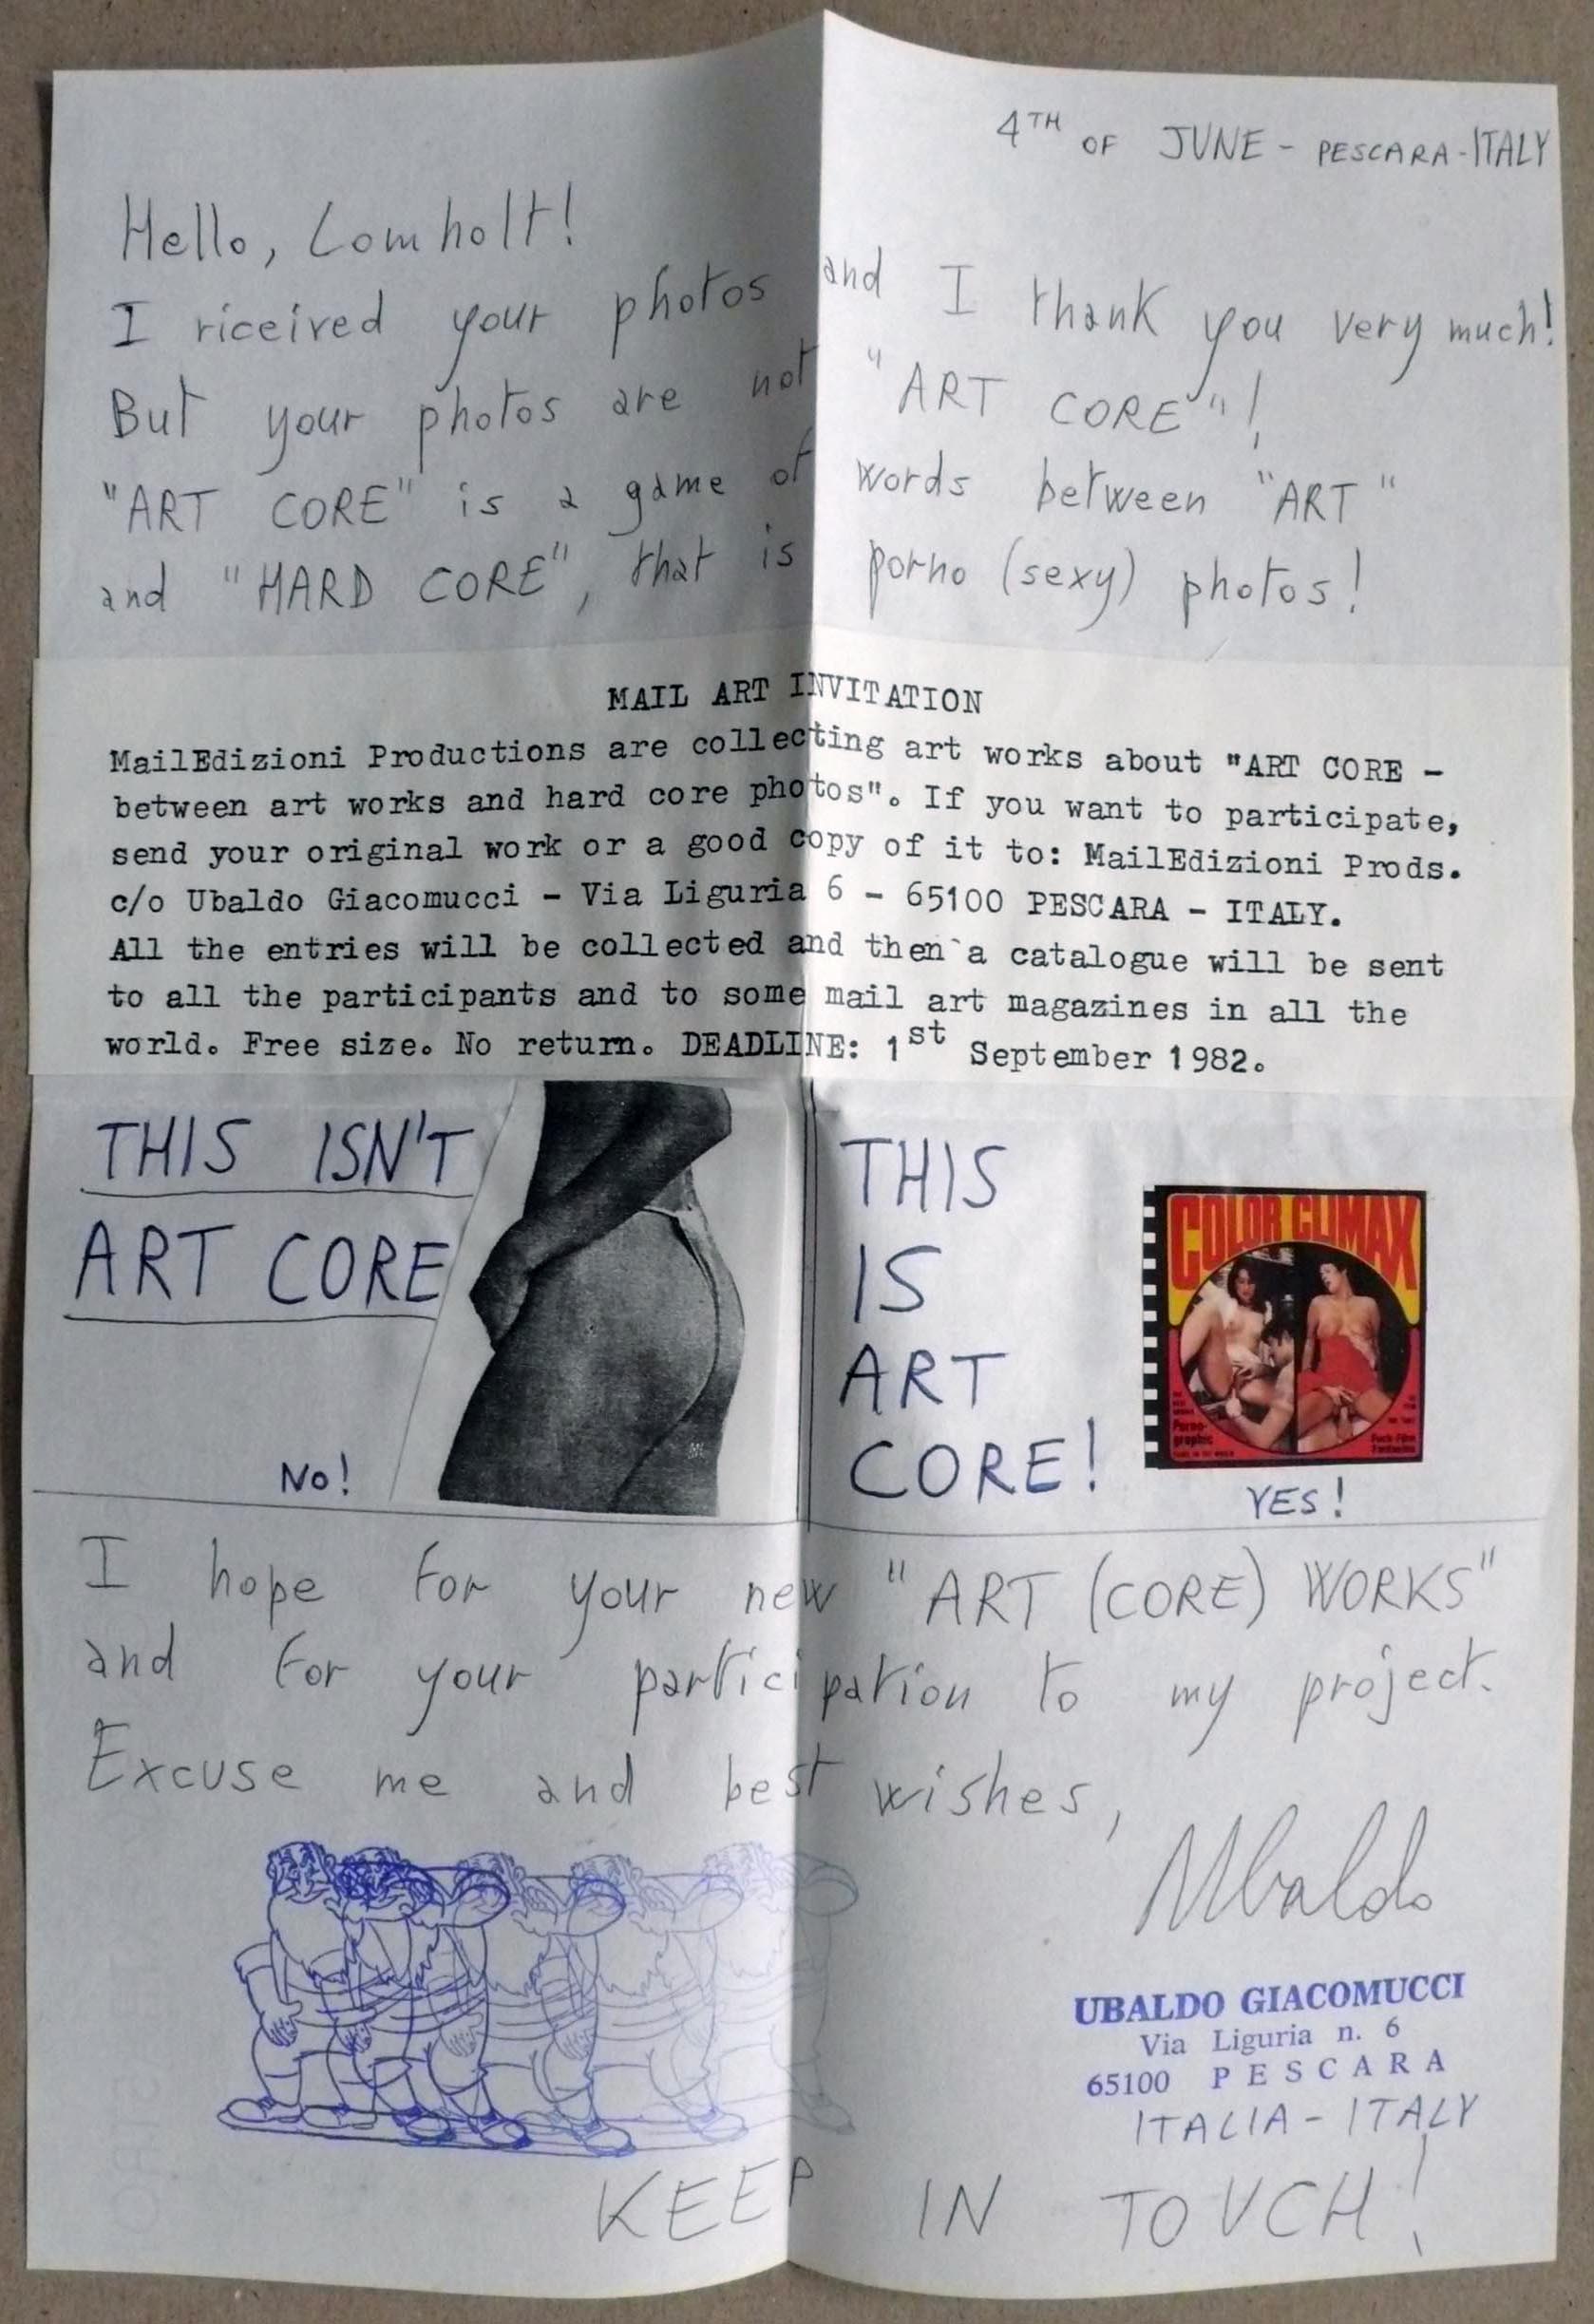 4TH OF JUNE - PESCARA - ITALY
Hello, Lomholt!
I riceived your photos and I thank you very much!
But your photos are not "ART CORE"!
"ART CORE" is a game of words between "ART"
and "HARD CORE", that is porno (sexy) photos!
MAIL ART INVITATION
MailEdizioni Productions are collecting art works about "ART CORE -
between art works and hard core photos". If you want to participate,
send your original work or a good copy of it to: MailEdizioni Prods.
c/o Ubaldo Giacomucci - Via Liguria 6 - 65100 PESCARA - ITALY.
All the entries will be collected and then a catalogue will be sent
to all the participants and to some mail art magazines in all the
world. Free size. No return. DEADLINE: 1st September 1982.
THIS ISN'T
ART CORE
NO!
THIS
IS
ART
CORE!
COLOR CLIMAX
Porno-
graphic
YES!
I hope for your new "ART (CORE) WORKS"
and for your participation to my project.
Excuse me and best wishes,
Ubaldo
UBALDO GIACOMUCCI
Via Liguria n. 6
65100 PESCARA
ITALIA - ITALY
KEEP IN TOUCH!